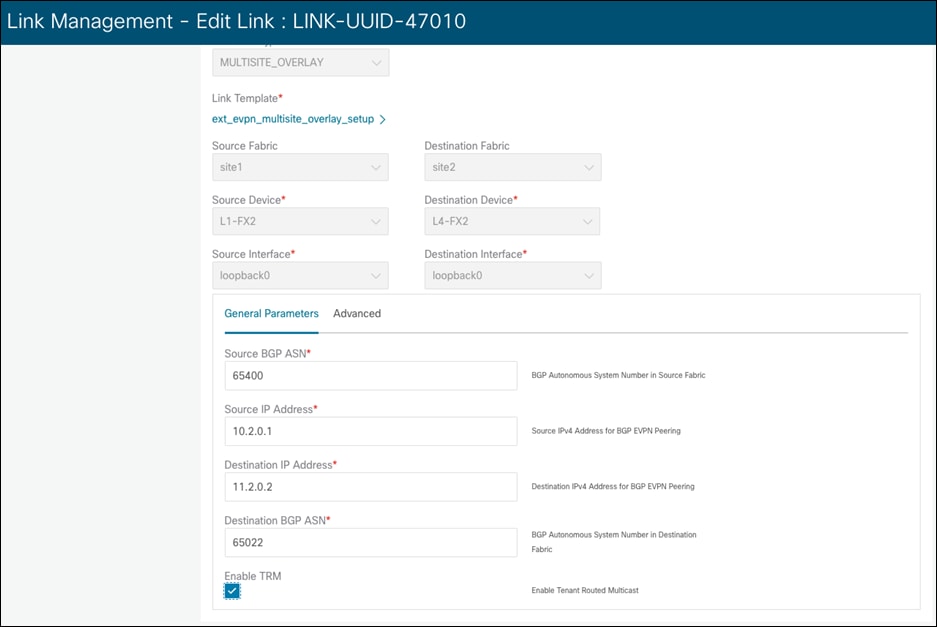 Link Management - Edit Link : LINK-UUID-47010
MULTISITE_OVERLAY
Link Template*
ext_evpn_multisite_overlay_setup >
Source Fabric
Destination Fabric
site1
site2
Source Device*
Destination Device*
L1-FX2
L4-FX2
Source Interface*
Destination Interface*
loopback0
loopback0
General Parameters
Advanced
Source BGP ASN*
65400
BGP Autonomous System Number in Source Fabric
Source IP Address*
10.2.0.1
Source IPv4 Address for BGP EVPN Peering
Destination IP Address*
11.2.0.2
Destination IPv4 Address for BGP EVPN Peering
Destination BGP ASN*
65022
BGP Autonomous System Number in Destination
Fabric
Enable TRM
Enable Tenant Routed Multicast